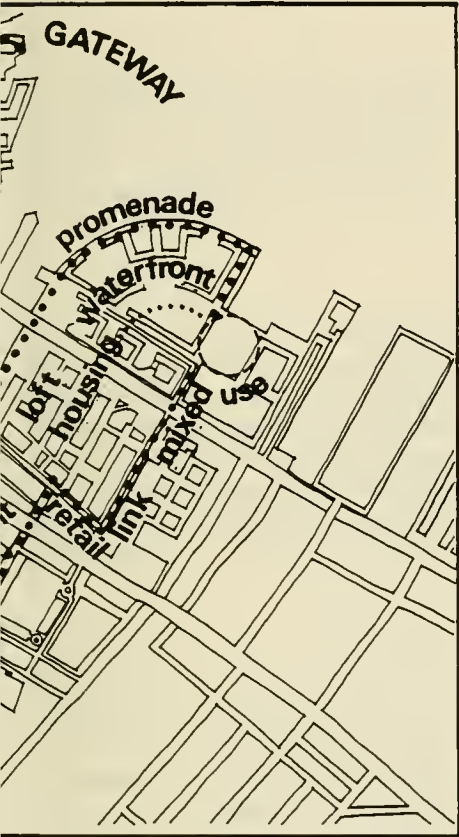 GATEWAY
promenade
waterfront
loft
housing
mixed
use
retail
link